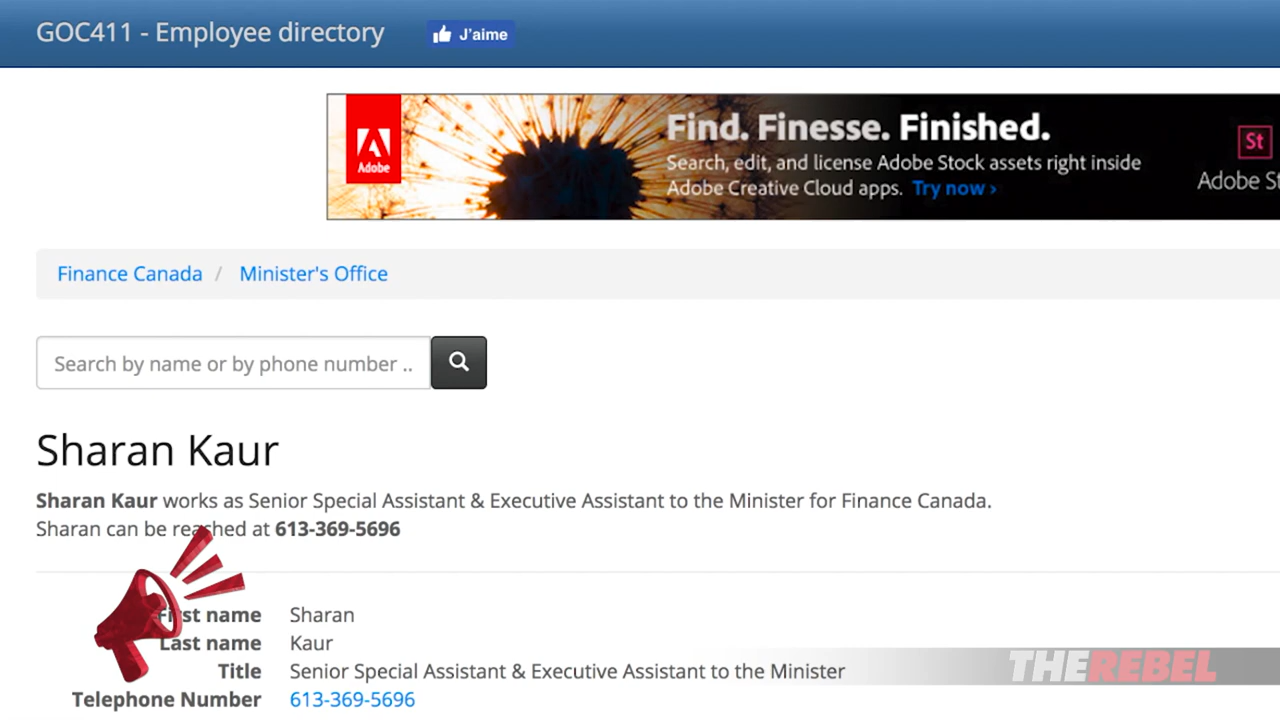 GOC411 - Employee directory
J'aime
Adobe
Find. Finesse. Finished.
Search, edit, and license Adobe Stock assets right inside
Adobe Creative Cloud apps. Try now ›
St
Adobe St
Finance Canada / Minister's Office
Search by name or by phone number ..
Sharan Kaur
Sharan Kaur works as Senior Special Assistant & Executive Assistant to the Minister for Finance Canada.
Sharan can be reached at 613-369-5696
First name Sharan
Last name Kaur
Title Senior Special Assistant & Executive Assistant to the Minister
Telephone Number 613-369-5696
THEREBEL